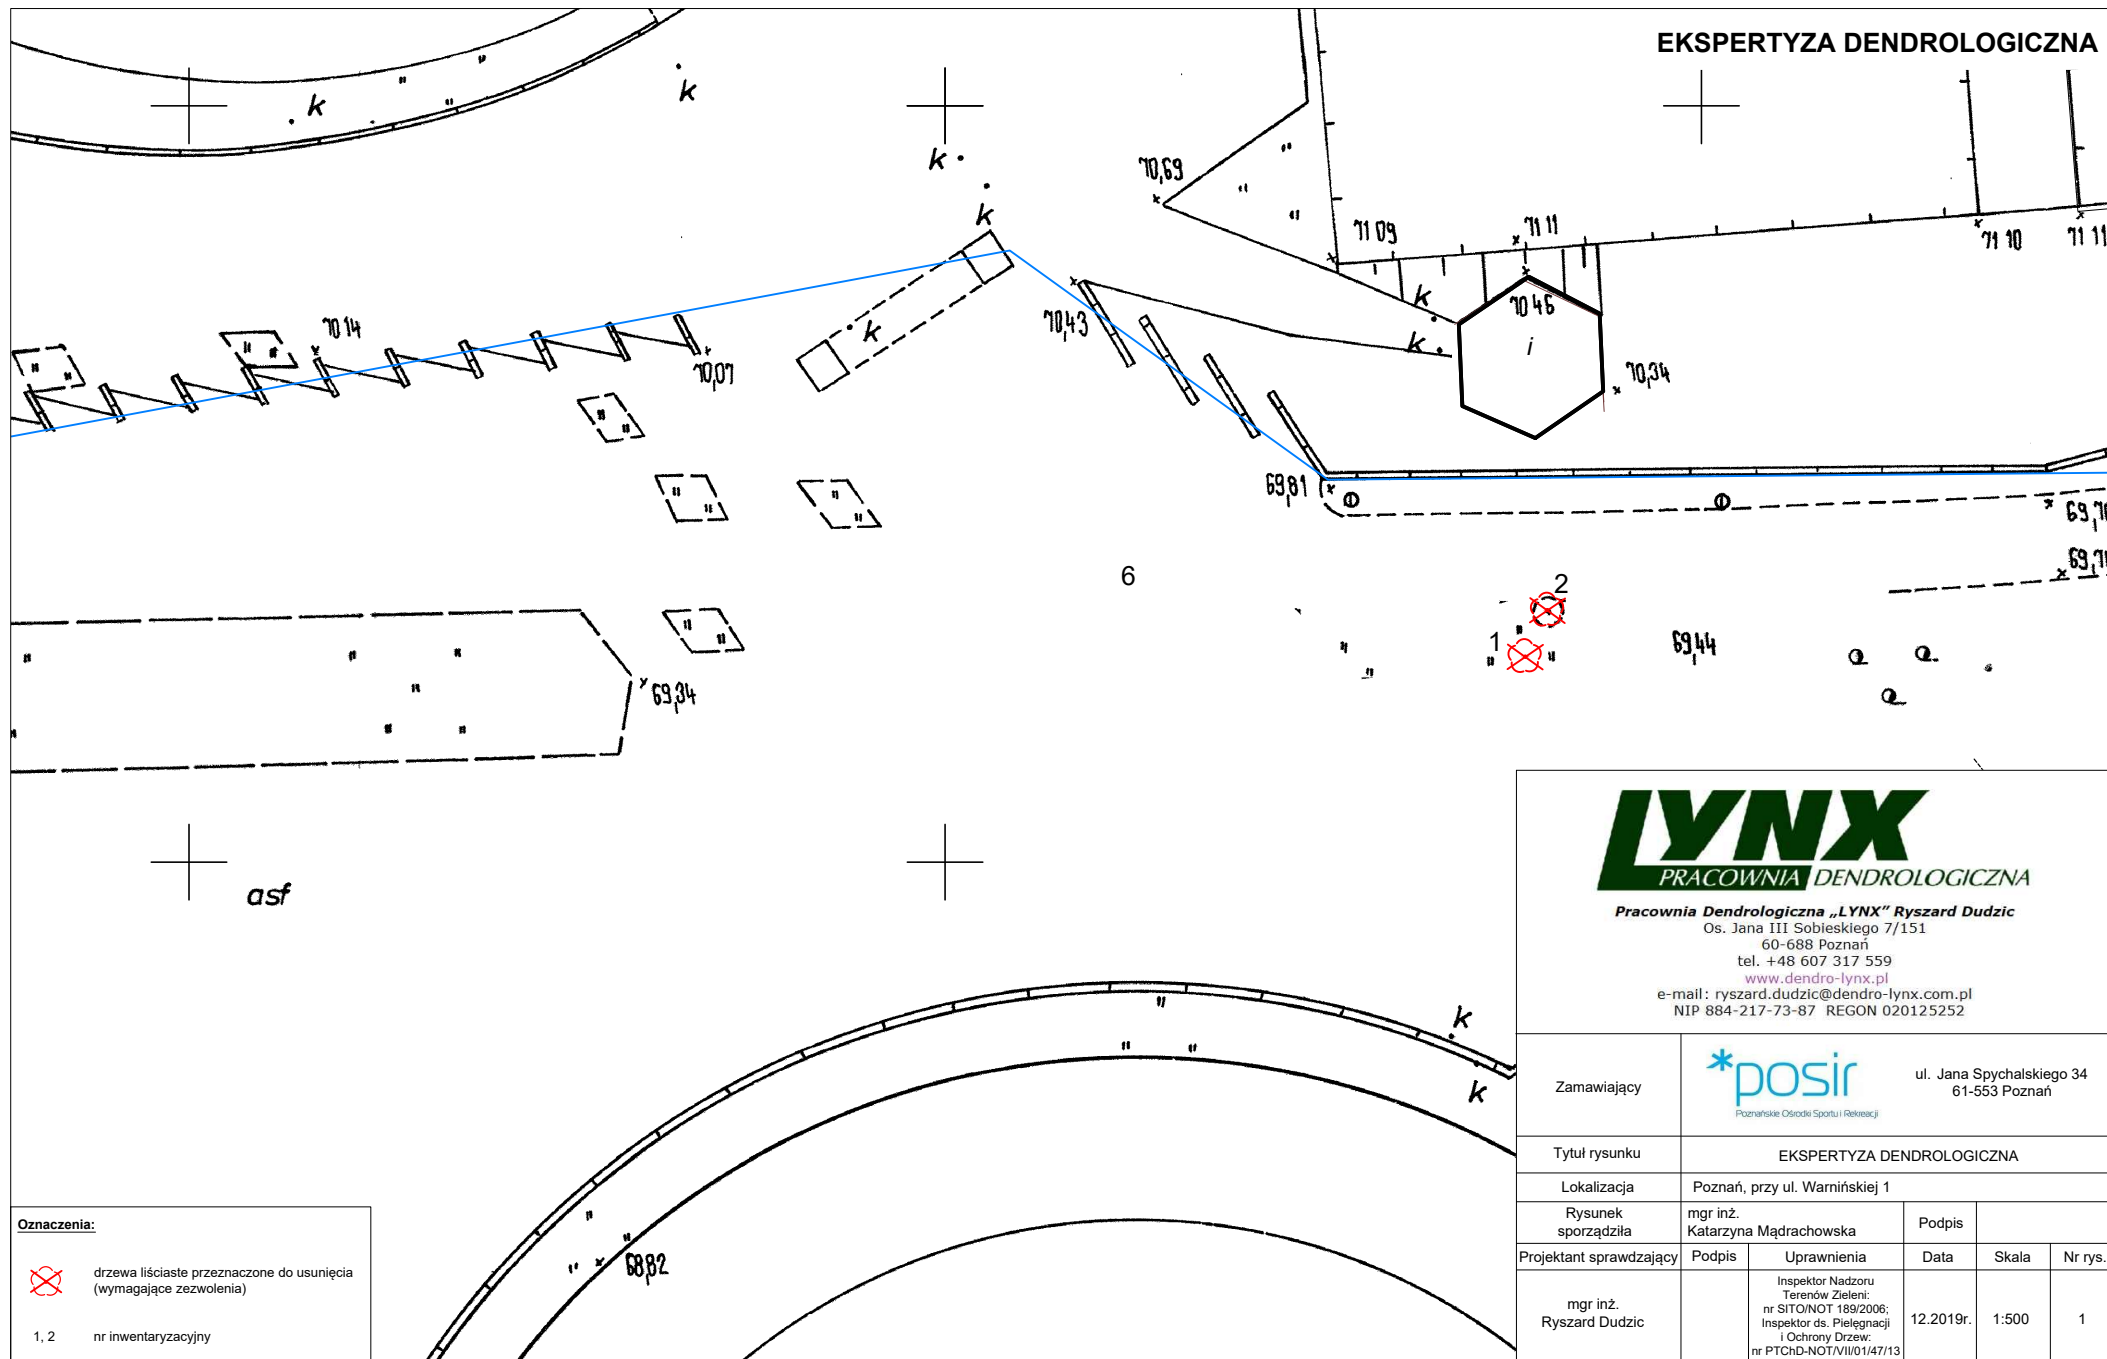 EKSPERTYZA DENDROLOGICZNA
k
k
k
k
70,69
71 09
71 11
71 10
71 11
70 14
70,07
k
70,43
k
k
70 46
i
70,34
69,81
6
2
1
69,44
69,34
asf
k
k
68,82
LYNX
PRACOWNIA DENDROLOGICZNA
Pracownia Dendrologiczna „LYNX” Ryszard Dudzic
Os. Jana III Sobieskiego 7/151
60-688 Poznań
tel. +48 607 317 559
www.dendro-lynx.pl
e-mail: ryszard.dudzic@dendro-lynx.com.pl
NIP 884-217-73-87 REGON 020125252
Zamawiający
*posir
Poznańskie Ośrodki Sportu i Rekreacji
ul. Jana Spychalskiego 34
61-553 Poznań
Tytuł rysunku
EKSPERTYZA DENDROLOGICZNA
Lokalizacja
Poznań, przy ul. Warnińskiej 1
Rysunek
sporządziła
mgr inż.
Katarzyna Mądrachowska
Podpis
Projektant sprawdzający
Podpis
Uprawnienia
Data
Skala
Nr rys.
mgr inż.
Ryszard Dudzic
Inspektor Nadzoru
Terenów Zieleni:
nr SITO/NOT 189/2006;
Inspektor ds. Pielęgnacji
i Ochrony Drzew:
nr PTChD-NOT/VII/01/47/13
12.2019r.
1:500
1
Oznaczenia:
drzewa liściaste przeznaczone do usunięcia
(wymagające zezwolenia)
1, 2 nr inwentaryzacyjny